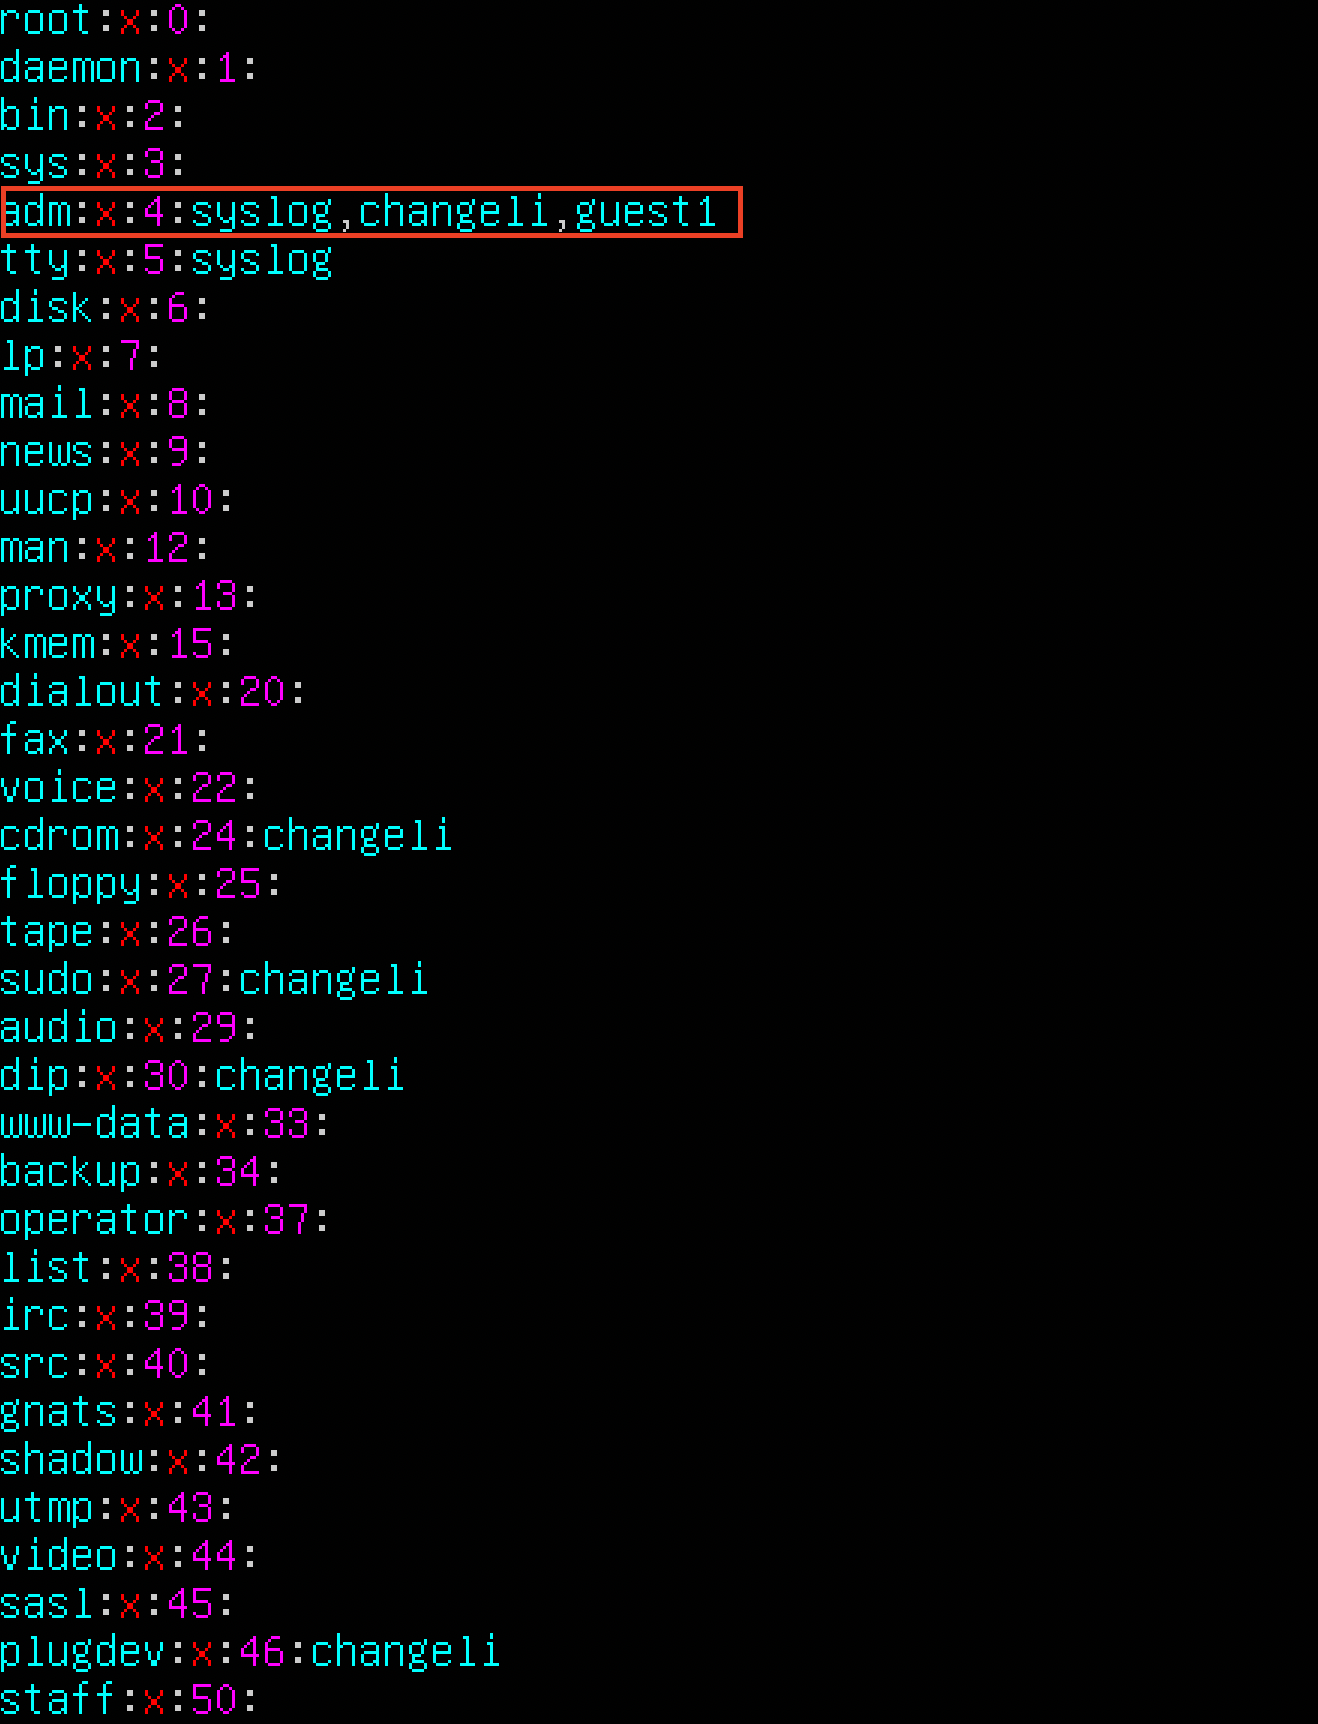 root:x:0:
daemon:x:1:
bin:x:2:
sys:x:3:
adm:x:4:syslog,changeli,guest1
tty:x:5:syslog
disk:x:6:
lp:x:7:
mail:x:8:
news:x:9:
uucp:x:10:
man:x:12:
proxy:x:13:
kmem:x:15:
dialout:x:20:
fax:x:21:
voice:x:22:
cdrom:x:24:changeli
floppy:x:25:
tape:x:26:
sudo:x:27:changeli
audio:x:29:
dip:x:30:changeli
www-data:x:33:
backup:x:34:
operator:x:37:
list:x:38:
irc:x:39:
src:x:40:
gnats:x:41:
shadow:x:42:
utmp:x:43:
video:x:44:
sasl:x:45:
plugdev:x:46:changeli
staff:x:50: